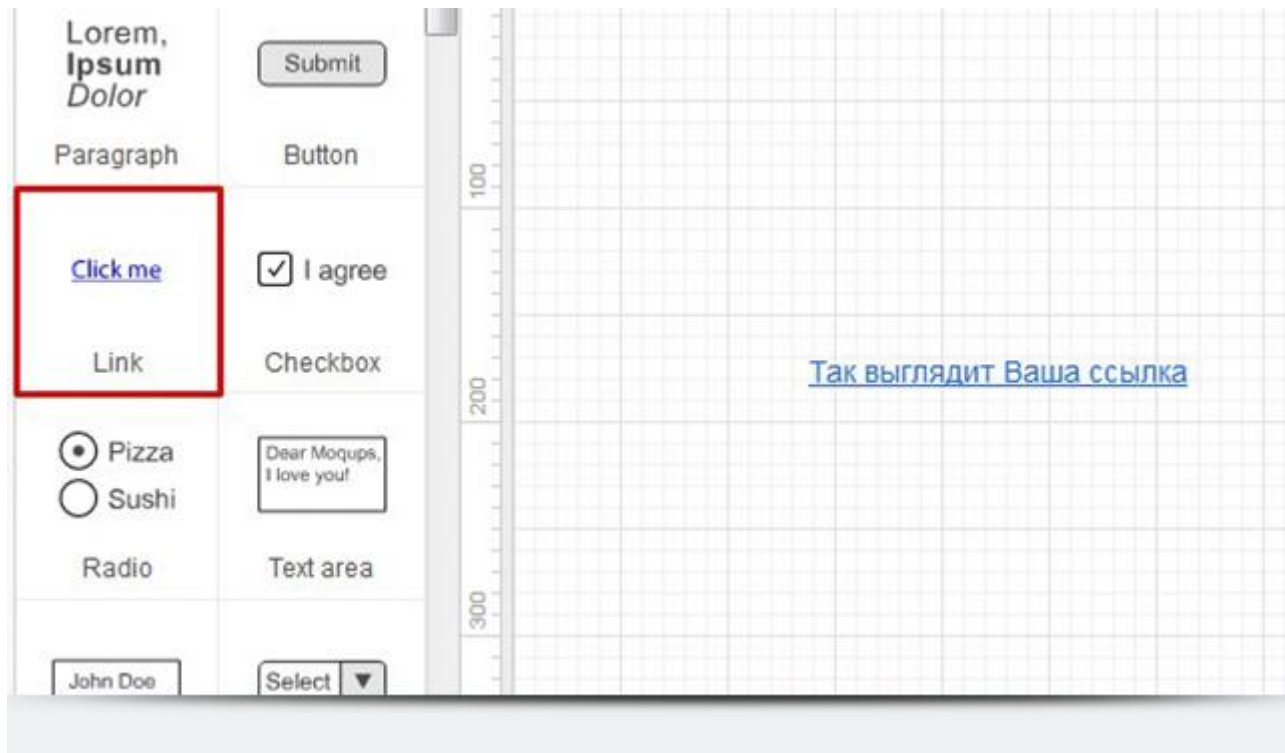 Lorem,
Ipsum
Dolor
Paragraph
Submit
Button
Click me
Link
I agree
Checkbox
Pizza
Sushi
Radio
Dear Moqups,
I love you!
Text area
John Doe
Select
100
200
300
Так выглядит Ваша ссылка